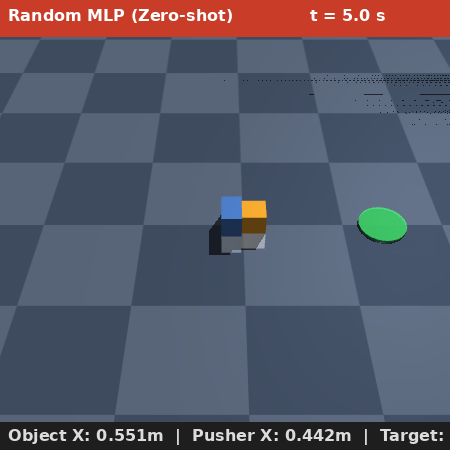 Random MLP (Zero-shot) t = 5.0 s
Object X: 0.551m | Pusher X: 0.442m | Target: